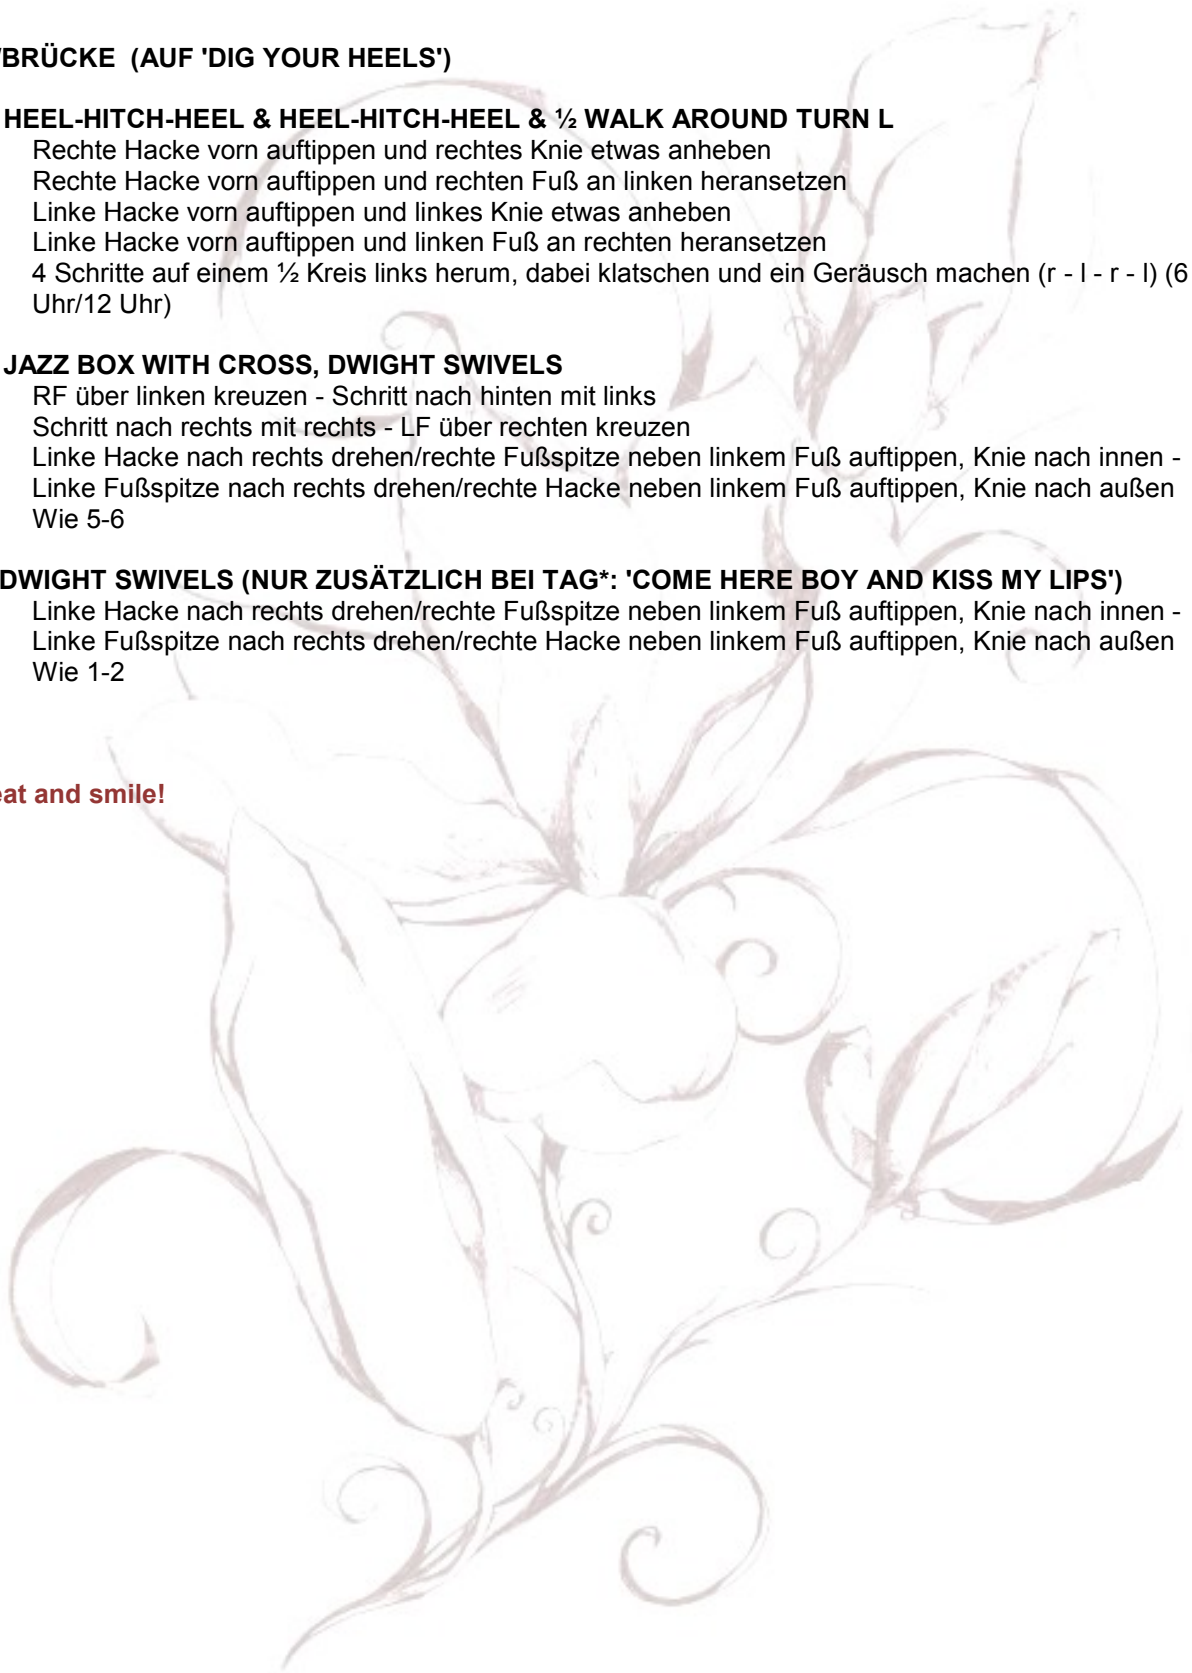 /BRÜCKE (AUF 'DIG YOUR HEELS')
HEEL-HITCH-HEEL & HEEL-HITCH-HEEL & ½ WALK AROUND TURN L
Rechte Hacke vorn auftippen und rechtes Knie etwas anheben
Rechte Hacke vorn auftippen und rechten Fuß an linken heransetzen
Linke Hacke vorn auftippen und linkes Knie etwas anheben
Linke Hacke vorn auftippen und linken Fuß an rechten heransetzen
4 Schritte auf einem ½ Kreis links herum, dabei klatschen und ein Geräusch machen (r - l - r - l) (6
Uhr/12 Uhr)
JAZZ BOX WITH CROSS, DWIGHT SWIVELS
RF über linken kreuzen - Schritt nach hinten mit links
Schritt nach rechts mit rechts - LF über rechten kreuzen
Linke Hacke nach rechts drehen/rechte Fußspitze neben linkem Fuß auftippen, Knie nach innen -
Linke Fußspitze nach rechts drehen/rechte Hacke neben linkem Fuß auftippen, Knie nach außen
Wie 5-6
DWIGHT SWIVELS (NUR ZUSÄTZLICH BEI TAG*: 'COME HERE BOY AND KISS MY LIPS')
Linke Hacke nach rechts drehen/rechte Fußspitze neben linkem Fuß auftippen, Knie nach innen -
Linke Fußspitze nach rechts drehen/rechte Hacke neben linkem Fuß auftippen, Knie nach außen
Wie 1-2
eat and smile!